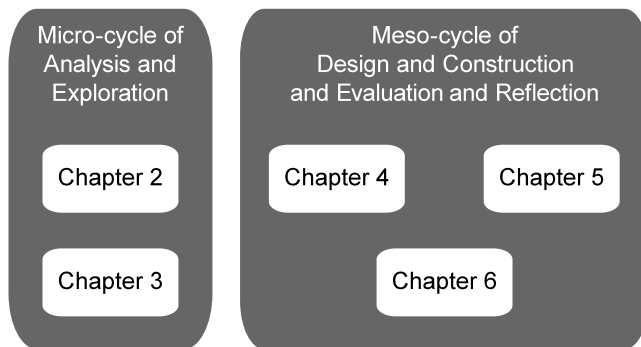 Micro-cycle of
Analysis and
Exploration
Chapter 2
Chapter 3
Meso-cycle of
Design and Construction
and Evaluation and Reflection
Chapter 4
Chapter 5
Chapter 6